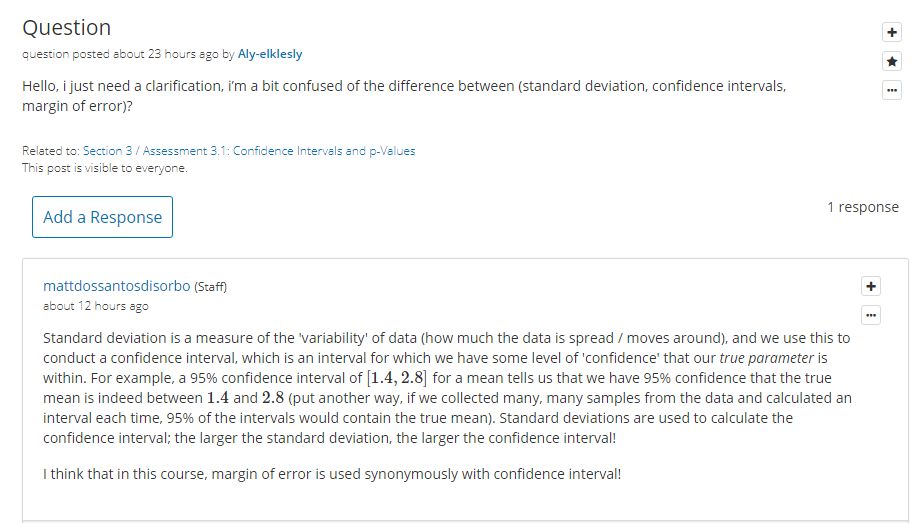 Question
question posted about 23 hours ago by Aly-elklesly
Hello, i just need a clarification, i'm a bit confused of the difference between (standard deviation, confidence intervals,
margin of error)?
Related to: Section 3 / Assessment 3.1: Confidence Intervals and p-Values
This post is visible to everyone.
Add a Response
1 response
mattdossantosdisorbo (Staff)
about 12 hours ago
Standard deviation is a measure of the 'variability' of data (how much the data is spread / moves around), and we use this to
conduct a confidence interval, which is an interval for which we have some level of 'confidence' that our true parameter is
within. For example, a 95% confidence interval of [1.4, 2.8] for a mean tells us that we have 95% confidence that the true
mean is indeed between 1.4 and 2.8 (put another way, if we collected many, many samples from the data and calculated an
interval each time, 95% of the intervals would contain the true mean). Standard deviations are used to calculate the
confidence interval; the larger the standard deviation, the larger the confidence interval!
I think that in this course, margin of error is used synonymously with confidence interval!